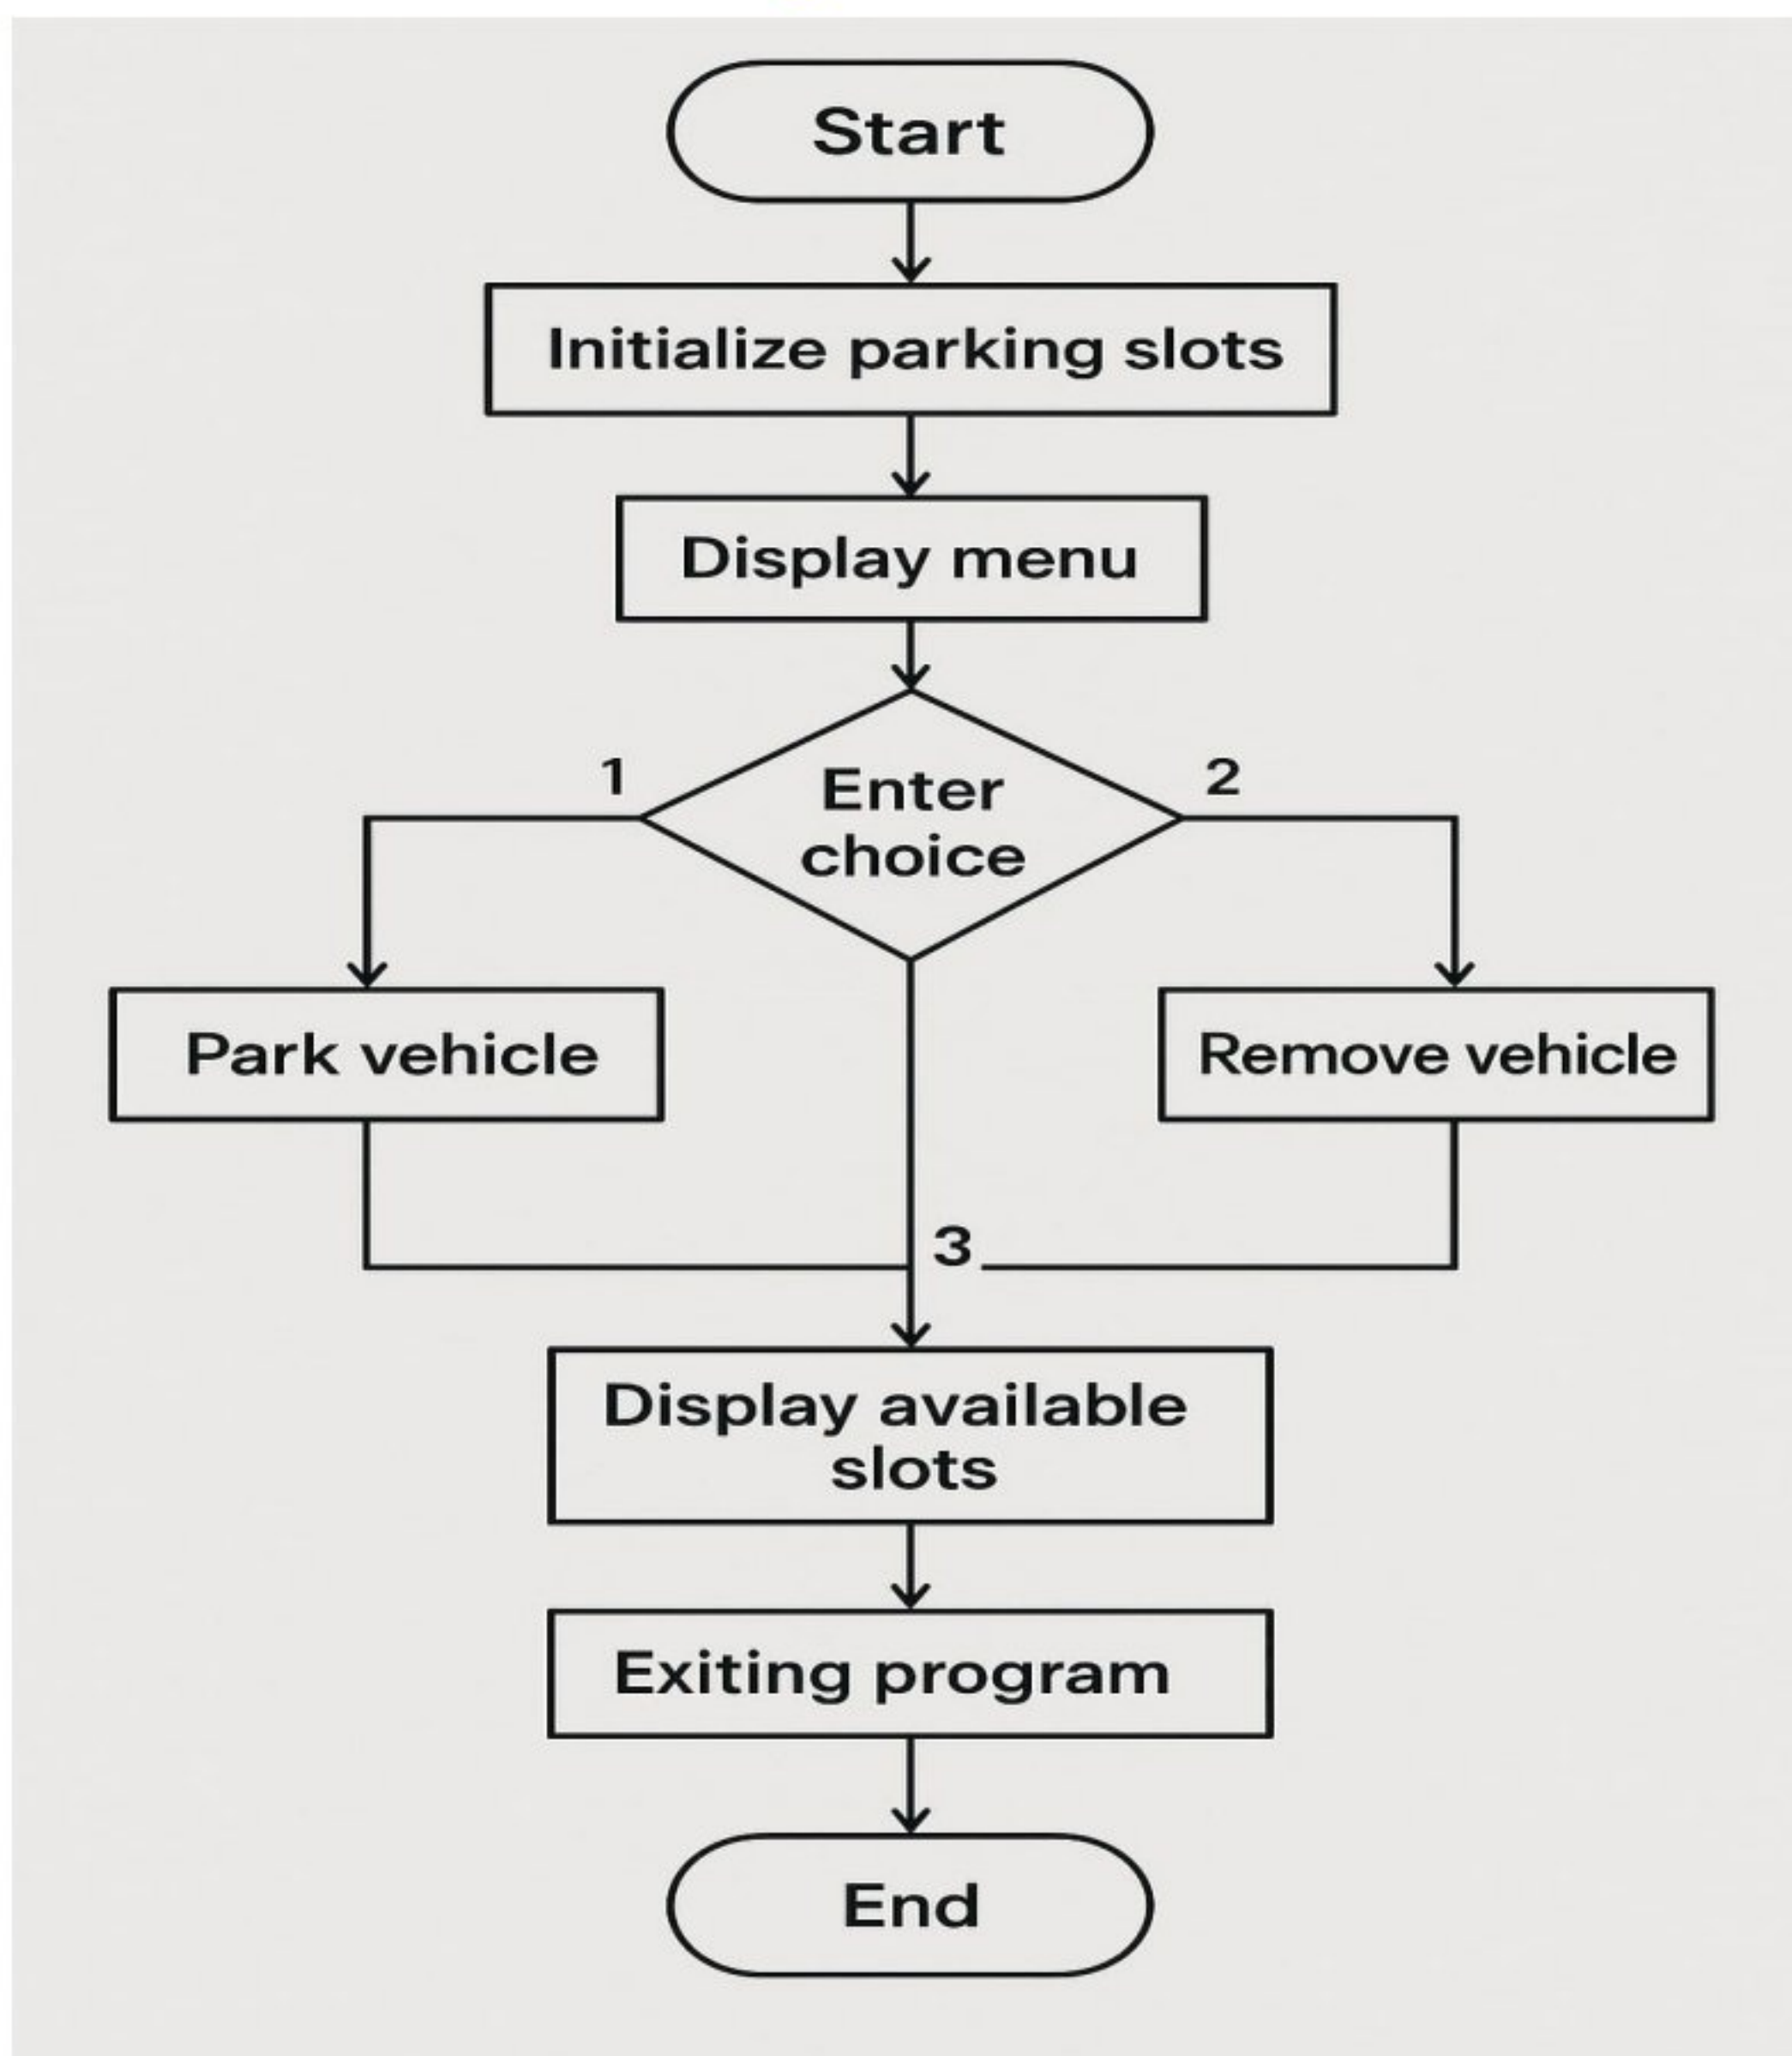 Start
Initialize parking slots
Display menu
1
Enter
choice
2
Park vehicle
Remove vehicle
3
Display available
slots
Exiting program
End